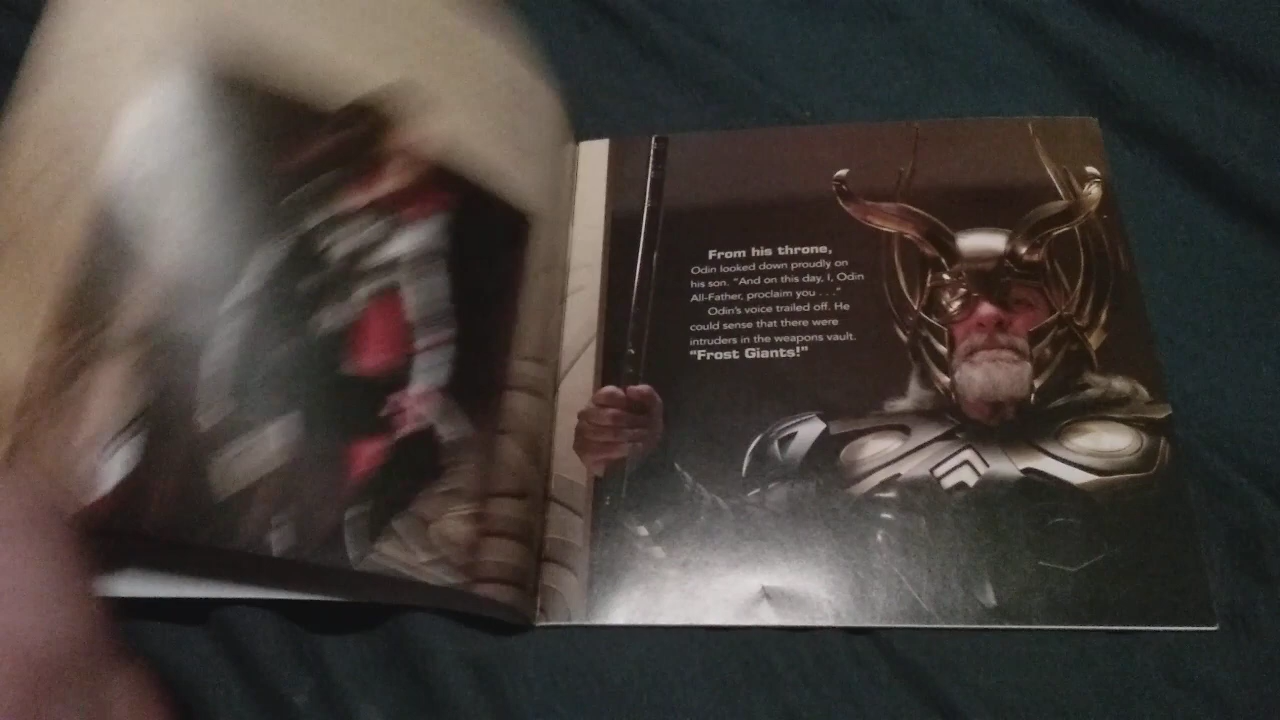 From his throne,
Odin looked down proudly on
his son. “And on this day, I, Odin
All-Father, proclaim you . . .”
Odin’s voice trailed off. He
could sense that there were
intruders in the weapons vault.
“Frost Giants!”